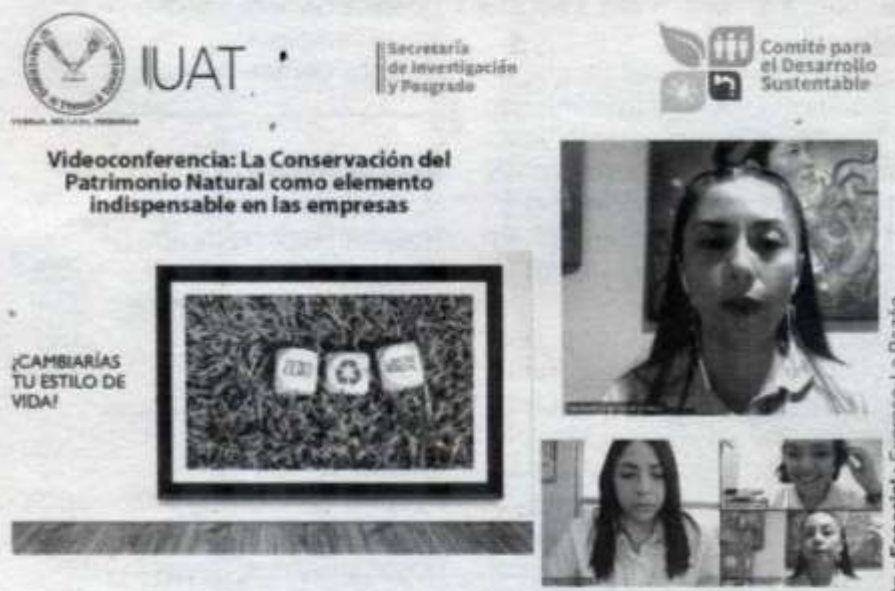 UAT
Secretaría
de Investigación
y Posgrado
Comité para
el Desarrollo
Sustentable
Videoconferencia: La Conservación del
Patrimonio Natural como elemento
indispensable en las empresas
¿CAMBIARÍAS
TU ESTILO DE
VIDA?